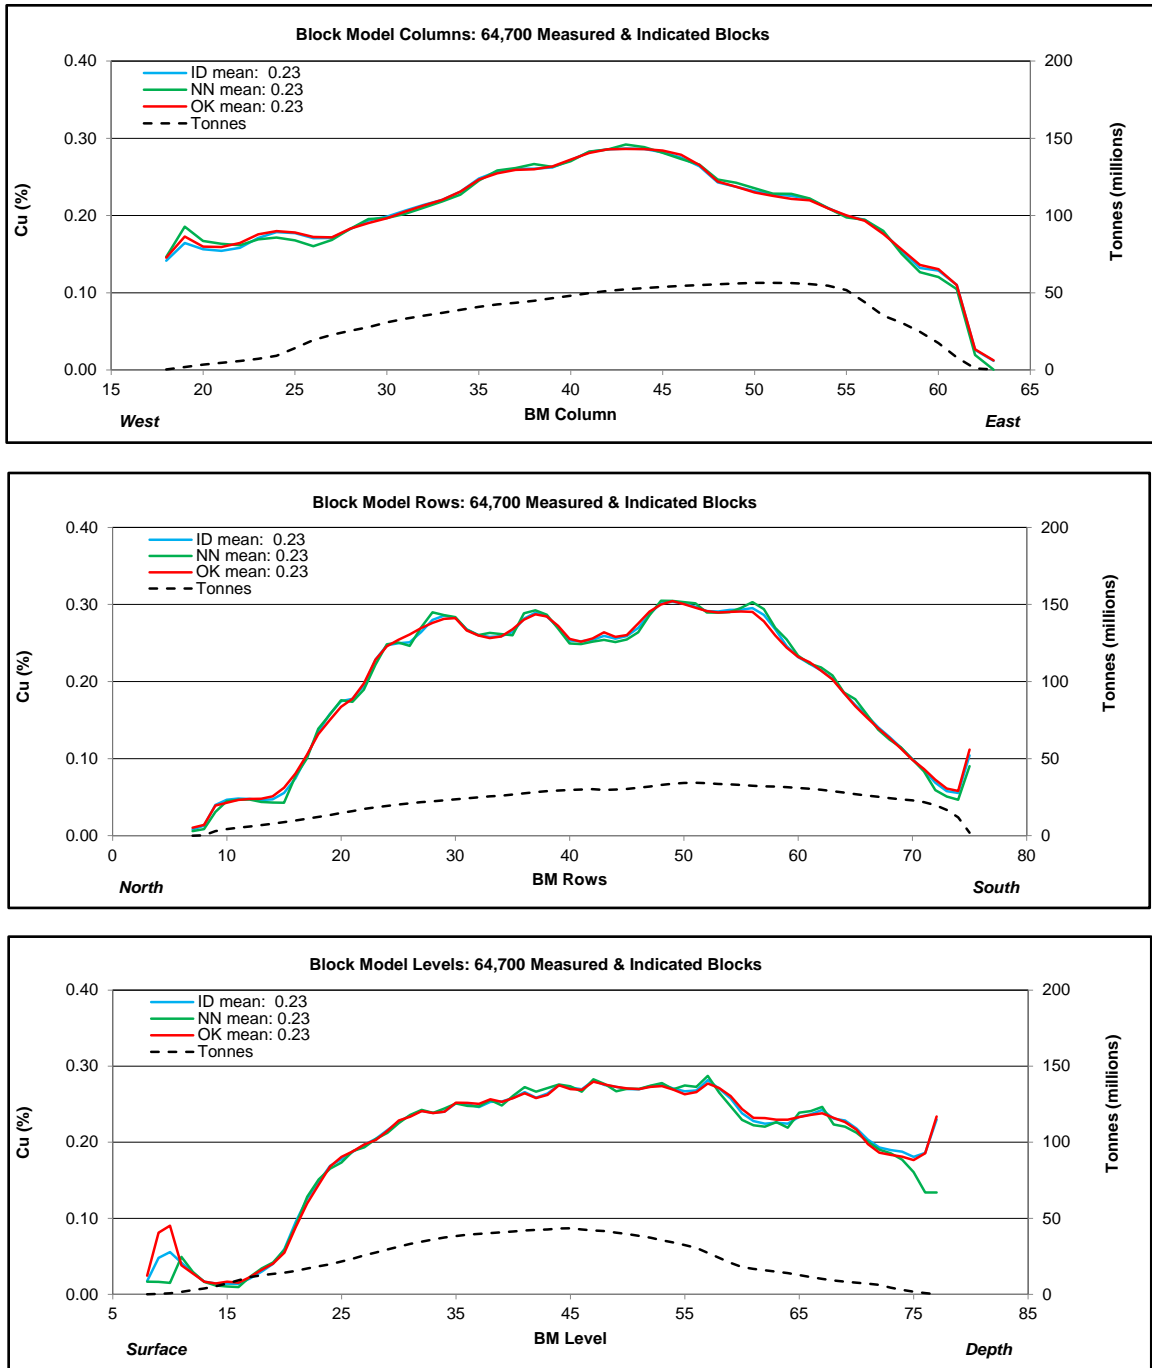 Block Model Columns: 64,700 Measured & Indicated Blocks
0.40 200
ID mean:  0.23
NN mean: 0.23
OK mean: 0.23
Tonnes
0.30 150
0.20 100
0.10 50
0.00 0
Cu (%)
Tonnes (millions)
15 20 25 30 35 40 45 50 55 60 65
West BM Column East
Block Model Rows: 64,700 Measured & Indicated Blocks
0.40 200
ID mean:  0.23
NN mean: 0.23
OK mean: 0.23
Tonnes
0.30 150
0.20 100
0.10 50
0.00 0
Cu (%)
Tonnes (millions)
0 10 20 30 40 50 60 70 80
North BM Rows South
Block Model Levels: 64,700 Measured & Indicated Blocks
0.40 200
ID mean:  0.23
NN mean: 0.23
OK mean: 0.23
Tonnes
0.30 150
0.20 100
0.10 50
0.00 0
Cu (%)
Tonnes (millions)
5 15 25 35 45 55 65 75 85
Surface BM Level Depth